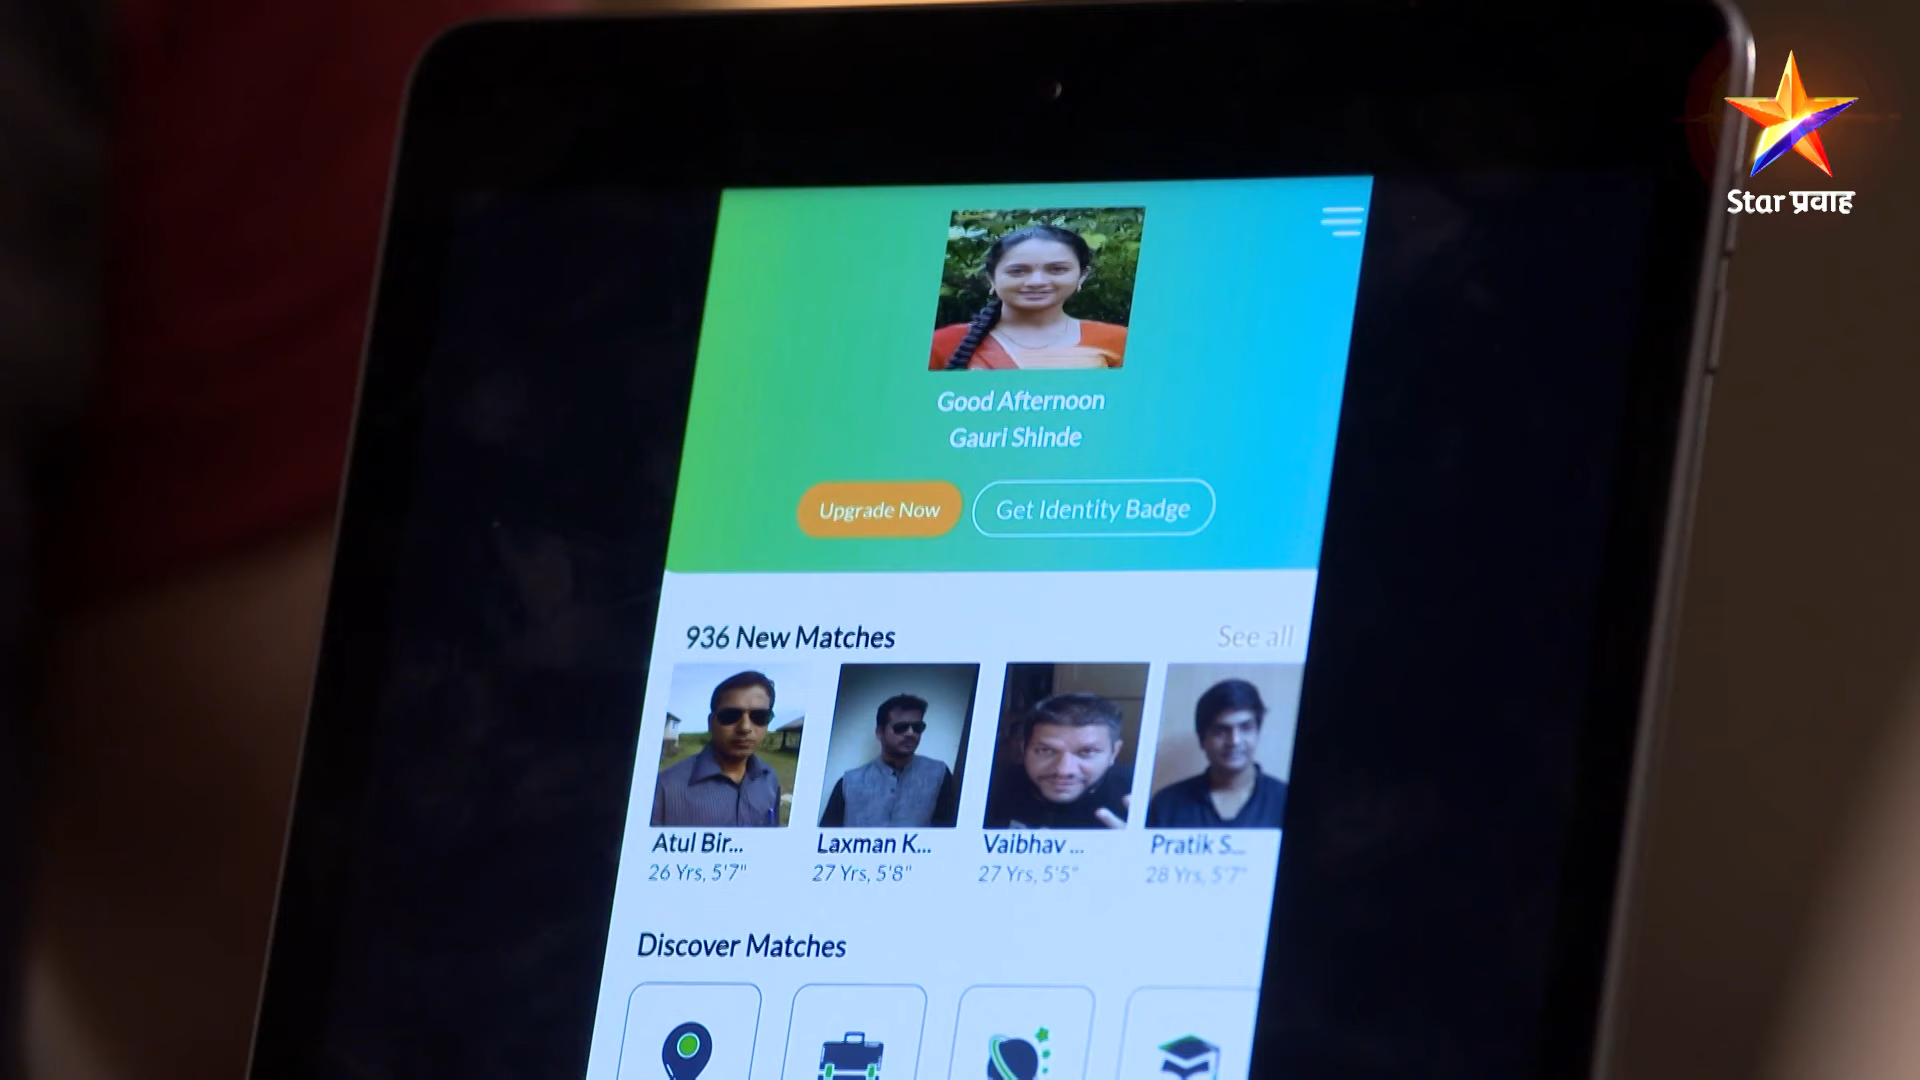 Star प्रवाह
Good Afternoon
Gauri Shinde
Upgrade Now
Get Identity Badge
936 New Matches
See all
Atul Bir...
Laxman K...
Vaibhav ...
Pratik S...
26 Yrs, 5'7"
27 Yrs, 5'8"
27 Yrs, 5'5"
28 Yrs, 5'7"
Discover Matches